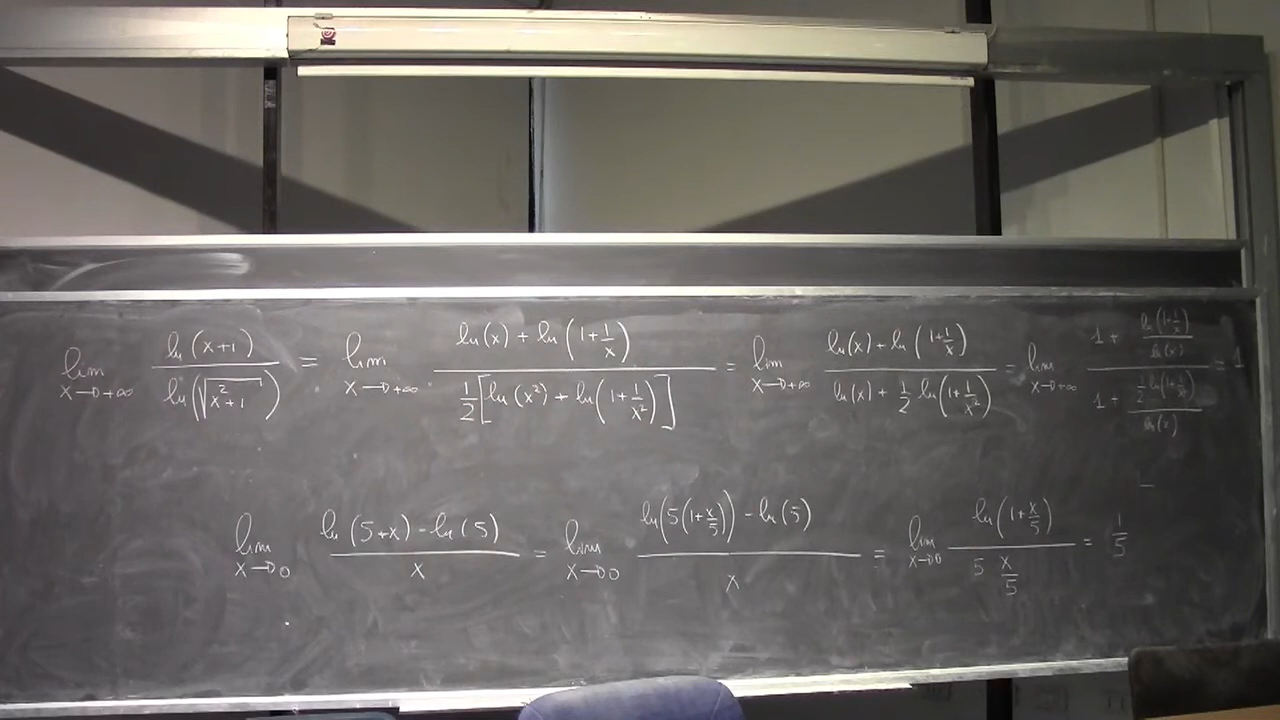 lim x→+∞ ln(x+1) / ln(√(x²+1)) = lim x→+∞ (ln(x) + ln(1+1/x)) / (1/2[ln(x²) + ln(1+1/x²)]) = lim x→+∞ (ln(x) + ln(1+1/x)) / (ln(x) + 1/2 ln(1+1/x²)) = lim x→+∞ (1 + ln(1+1/x)/ln(x)) / (1 + 1/2 ln(1+1/x²)/ln(x)) = 1
lim x→0 (ln(5+x) - ln(5)) / x = lim x→0 (ln(5(1+x/5)) - ln(5)) / x = lim x→0 ln(1+x/5) / (5 x/5) = 1/5